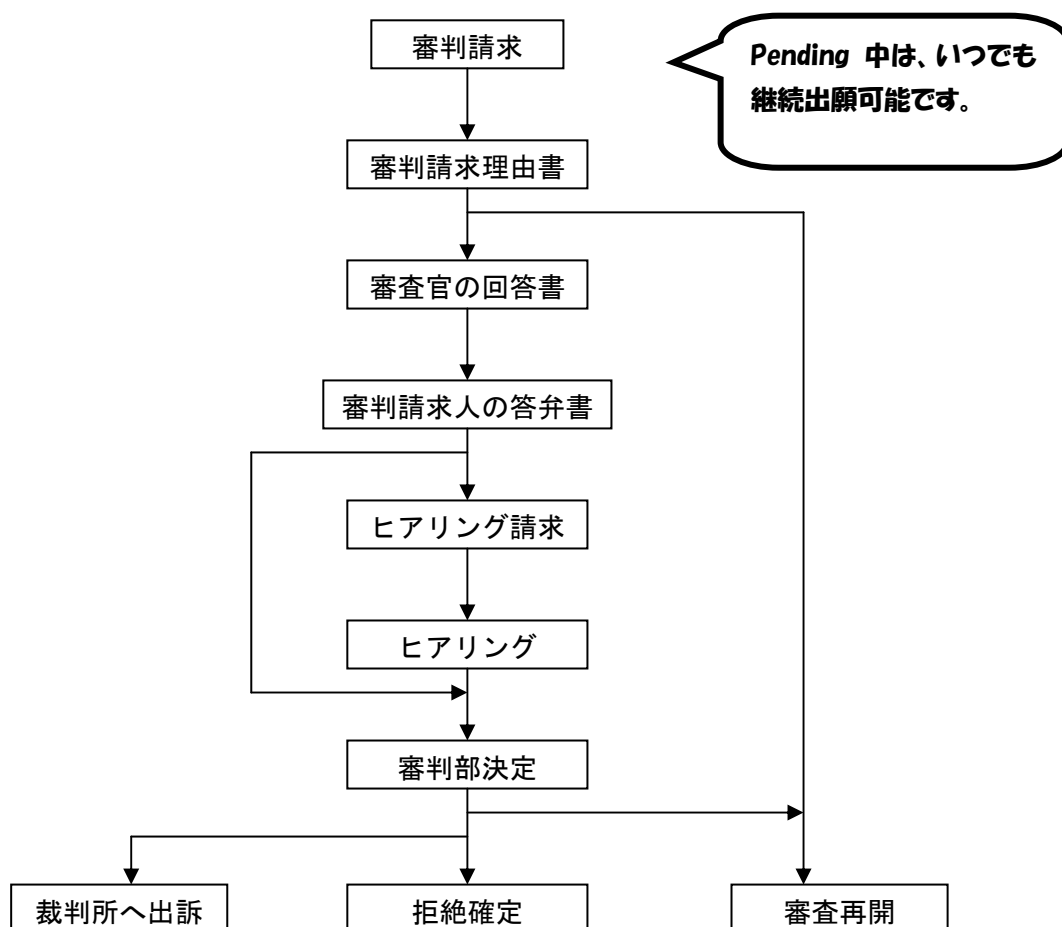 審判請求
Pending 中は、いつでも
継続出願可能です。
審判請求理由書
審査官の回答書
審判請求人の答弁書
ヒアリング請求
ヒアリング
審判部決定
裁判所へ出訴
拒絶確定
審査再開